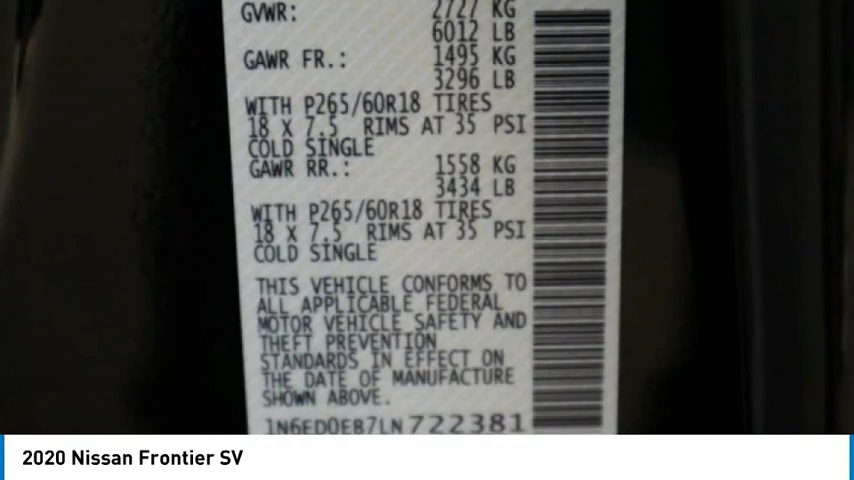 GVWR: 2727 KG
6012 LB
GAWR FR.: 1495 KG
3296 LB
WITH P265/60R18 TIRES
18 X 7.5 RIMS AT 35 PSI
COLD SINGLE
GAWR RR.: 1558 KG
3434 LB
WITH P265/60R18 TIRES
18 X 7.5 RIMS AT 35 PSI
COLD SINGLE
THIS VEHICLE CONFORMS TO
ALL APPLICABLE FEDERAL
MOTOR VEHICLE SAFETY AND
THEFT PREVENTION
STANDARDS IN EFFECT ON
THE DATE OF MANUFACTURE
SHOWN ABOVE.
1N6ED0EB7LN722381
2020 Nissan Frontier SV